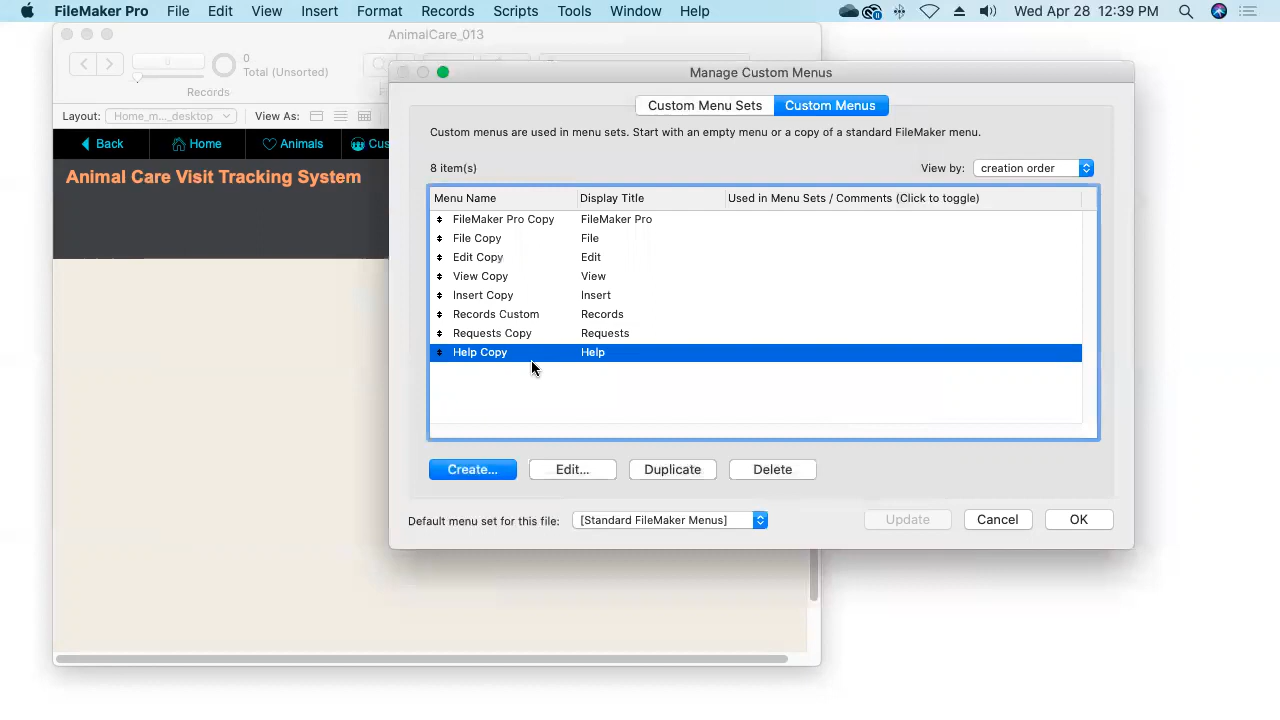 FileMaker Pro File Edit View Insert Format Records Scripts Tools Window Help Wed Apr 28 12:39 PM
AnimalCare_013
0
0
Total (Unsorted)
Records
Layout: Home_m..._desktop View As:
Back Home Animals Cus
Animal Care Visit Tracking System
Manage Custom Menus
Custom Menu Sets Custom Menus
Custom menus are used in menu sets. Start with an empty menu or a copy of a standard FileMaker menu.
8 item(s) View by: creation order
Menu Name Display Title Used in Menu Sets / Comments (Click to toggle)
FileMaker Pro Copy FileMaker Pro
File Copy File
Edit Copy Edit
View Copy View
Insert Copy Insert
Records Custom Records
Requests Copy Requests
Help Copy Help
Create... Edit... Duplicate Delete
Default menu set for this file: [Standard FileMaker Menus] Update Cancel OK